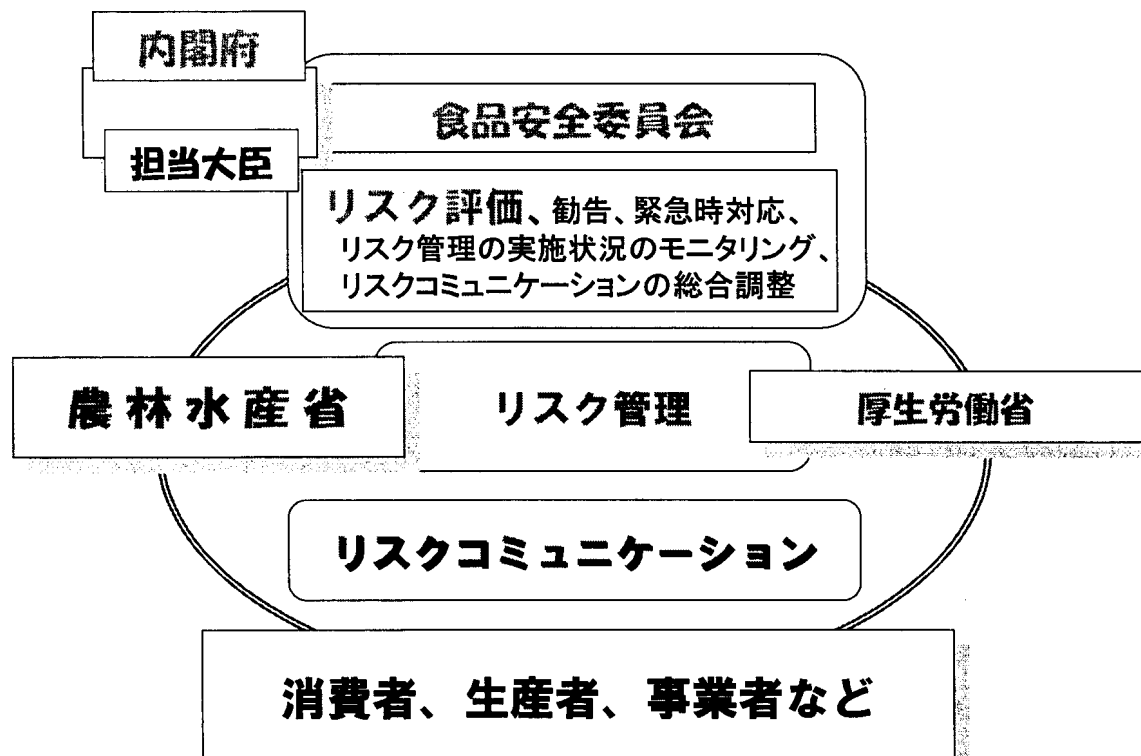 内閣府
食品安全委員会
担当大臣
リスク評価、勧告、緊急時対応、
リスク管理の実施状況のモニタリング、
リスクコミュニケーションの総合調整
農林水産省
リスク管理
厚生労働省
リスクコミュニケーション
消費者、生産者、事業者など